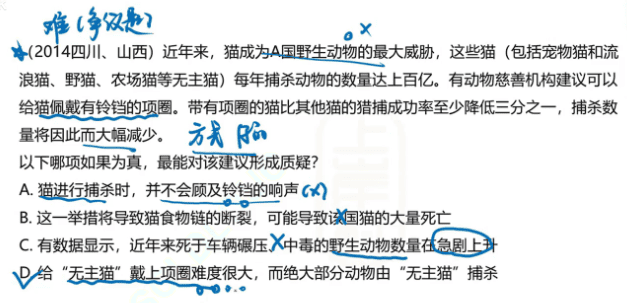 难(争议题)
(2014四川、山西)近年来，猫成为A国野生动物的最大威胁，这些猫（包括宠物猫和流
浪猫、野猫、农场猫等无主猫）每年捕杀动物的数量达上百亿。有动物慈善机构建议可以
给猫佩戴有铃铛的项圈。带有项圈的猫比其他猫的猎捕成功率至少降低三分之一，捕杀数
量将因此而大幅减少。 方案
以下哪项如果为真，最能对该建议形成质疑？
A. 猫进行捕杀时，并不会顾及铃铛的响声(×)
B. 这一举措将导致猫食物链的断裂，可能导致该国猫的大量死亡
C. 有数据显示，近年来死于车辆碾压、中毒的野生动物数量在急剧上升
D. 给“无主猫”戴上项圈难度很大，而绝大部分动物由“无主猫”捕杀